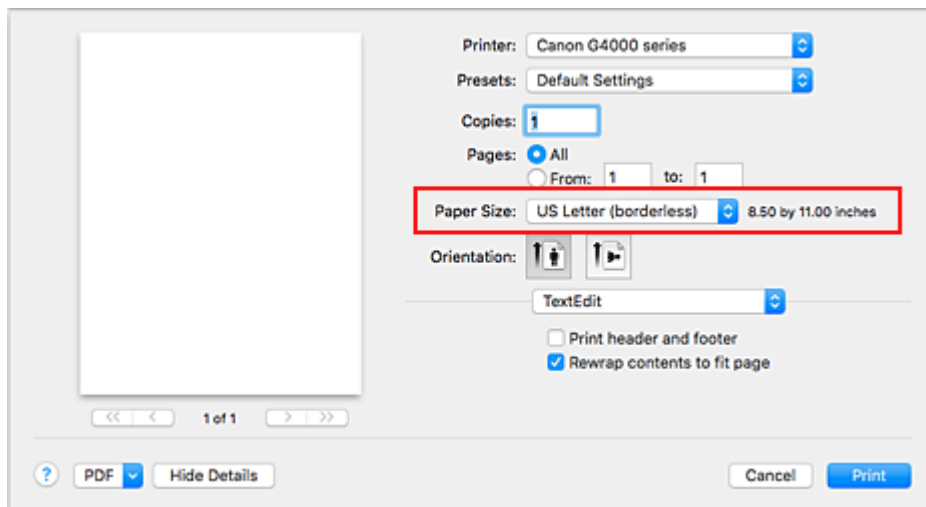 Printer: Canon G4000 series
Presets: Default Settings
Copies: 1
Pages: All
From: 1 to: 1
Paper Size: US Letter (borderless) 8.50 by 11.00 inches
Orientation:
TextEdit
Print header and footer
Rewrap contents to fit page
<< < 1 of 1 > >>
? PDF Hide Details Cancel Print